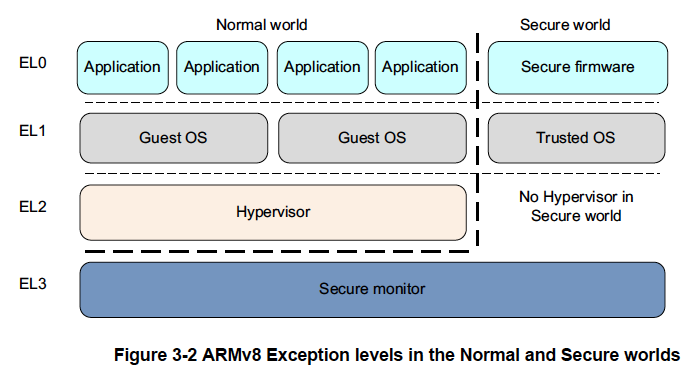 Normal world Secure world
EL0 Application Application Application Application Secure firmware
EL1 Guest OS Guest OS Trusted OS
EL2 Hypervisor No Hypervisor in
Secure world
EL3 Secure monitor
Figure 3-2 ARMv8 Exception levels in the Normal and Secure worlds